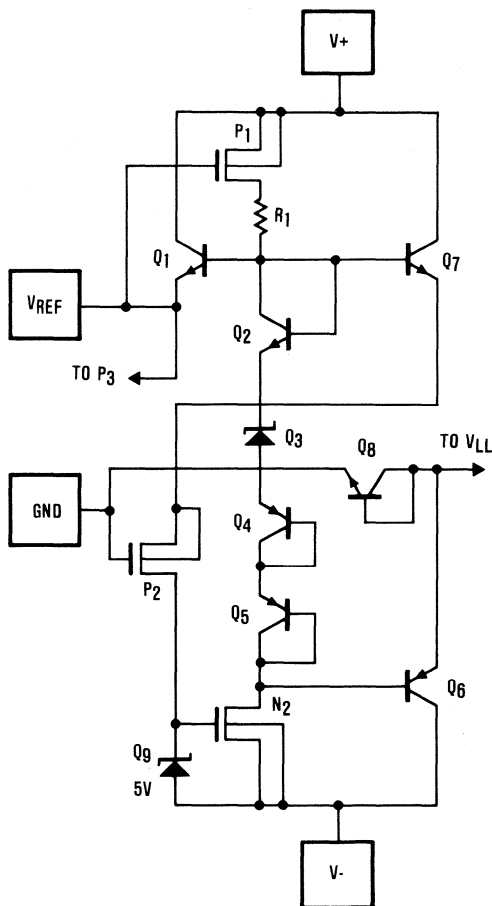 V+
P1
R1
Q1
Q7
VREF
Q2
TO P3
Q3
Q8
TO VLL
GND
Q4
P2
Q5
Q6
N2
Q9
5V
V-